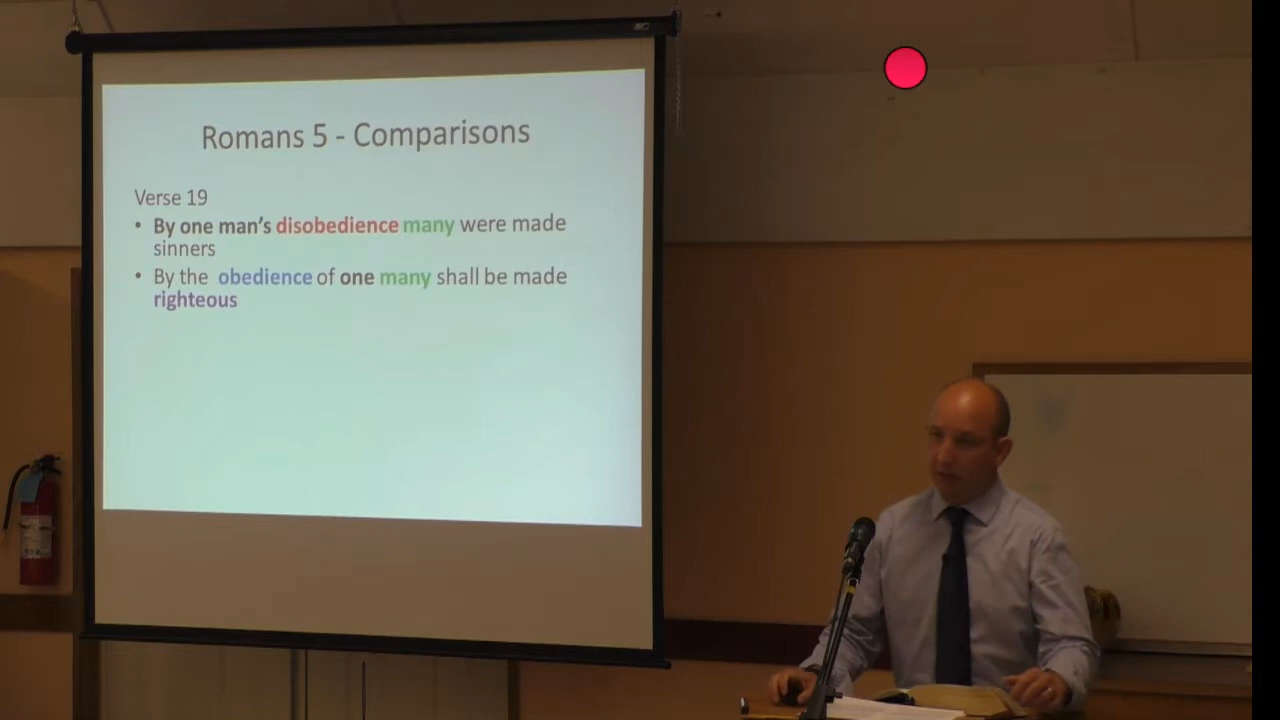 Romans 5 - Comparisons
Verse 19
• By one man's disobedience many were made
sinners
• By the obedience of one many shall be made
righteous